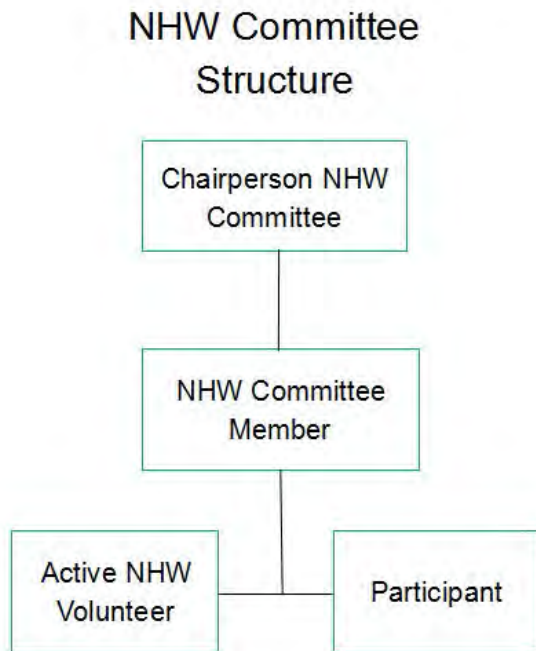 NHW Committee
Structure
Chairperson NHW
Committee
NHW Committee
Member
Active NHW
Volunteer
Participant